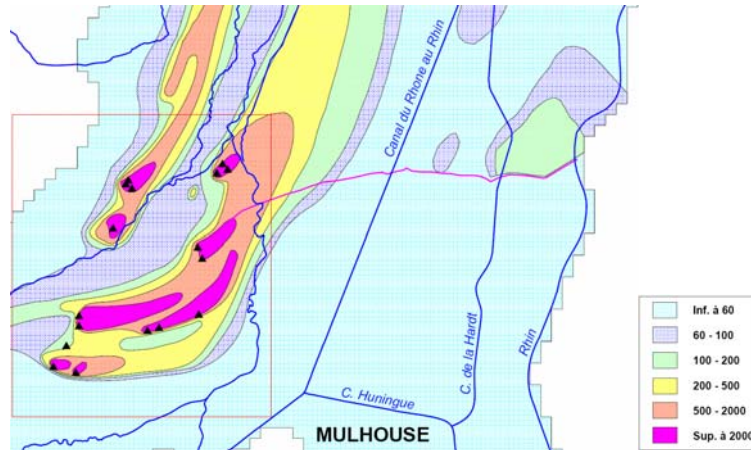 Canal du Rhone au Rhin
C. de la Hardt
Rhin
C. Huningue
MULHOUSE
Inf. à 60
60 - 100
100 - 200
200 - 500
500 - 2000
Sup. à 2000